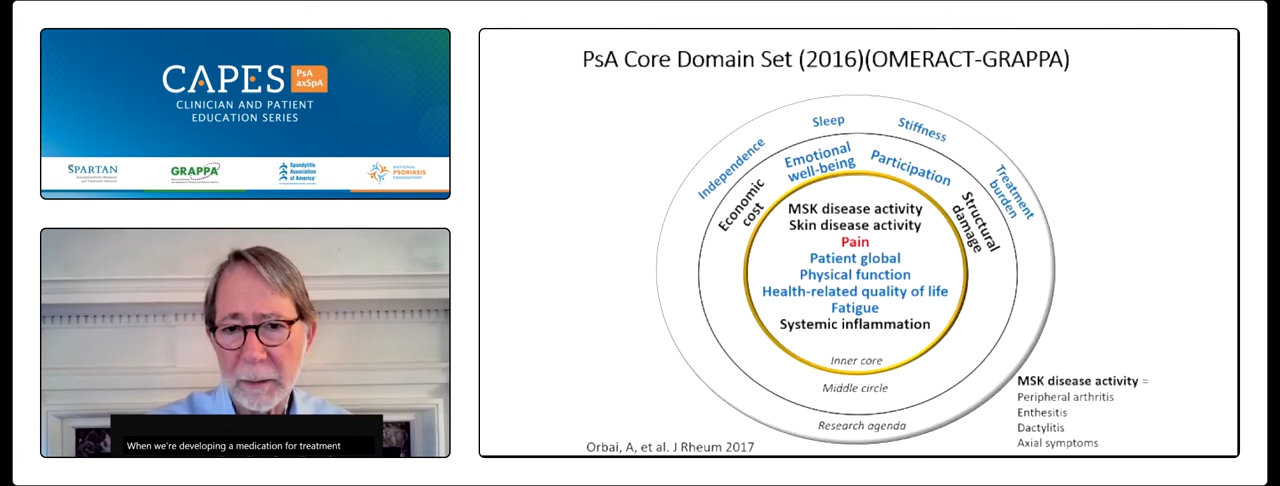 CAPES PsA axSpA
CLINICIAN AND PATIENT
EDUCATION SERIES
SPARTAN
GRAPPA
Spondylitis
Association
of America
NATIONAL
PSORIASIS
FOUNDATION
When we're developing a medication for treatment
PsA Core Domain Set (2016)(OMERACT-GRAPPA)
Independence
Sleep
Stiffness
Treatment
burden
Economic
cost
Emotional
well-being
Participation
Structural
damage
MSK disease activity
Skin disease activity
Pain
Patient global
Physical function
Health-related quality of life
Fatigue
Systemic inflammation
Inner core
Middle circle
Research agenda
MSK disease activity =
Peripheral arthritis
Enthesitis
Dactylitis
Axial symptoms
Orbai, A, et al. J Rheum 2017